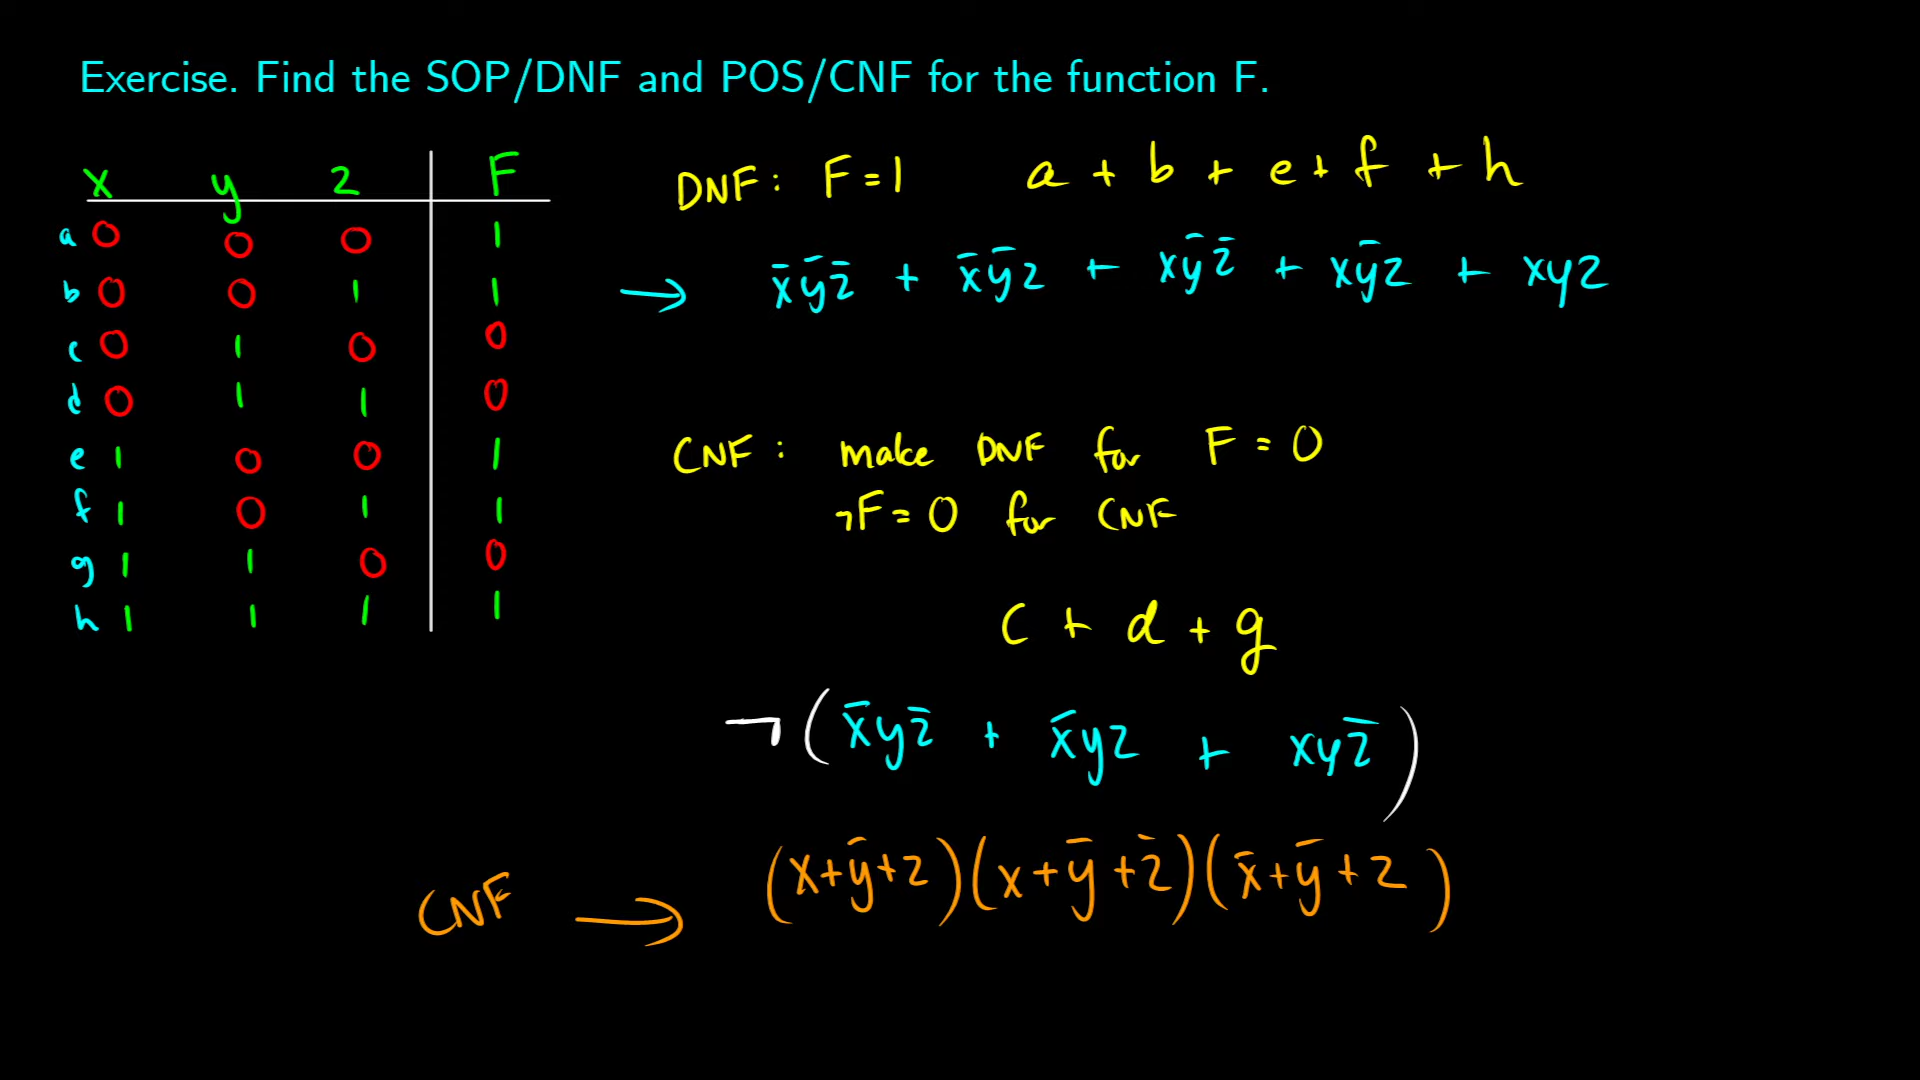 Exercise. Find the SOP/DNF and POS/CNF for the function F.
x y z F
a 0 0 0 1
b 0 0 1 1
c 0 1 0 0
d 0 1 1 0
e 1 0 0 1
f 1 0 1 1
g 1 1 0 0
h 1 1 1 1
DNF: F=1 a + b + e + f + h
→ x̄ȳz̄ + x̄ȳz + xȳz̄ + xȳz + xyz
CNF: make DNF for F = 0
¬F = 0 for CNF
c + d + g
¬(x̄yz̄ + x̄yz + xyz̄)
CNF → (x+ȳ+z)(x+ȳ+z̄)(x̄+ȳ+z)